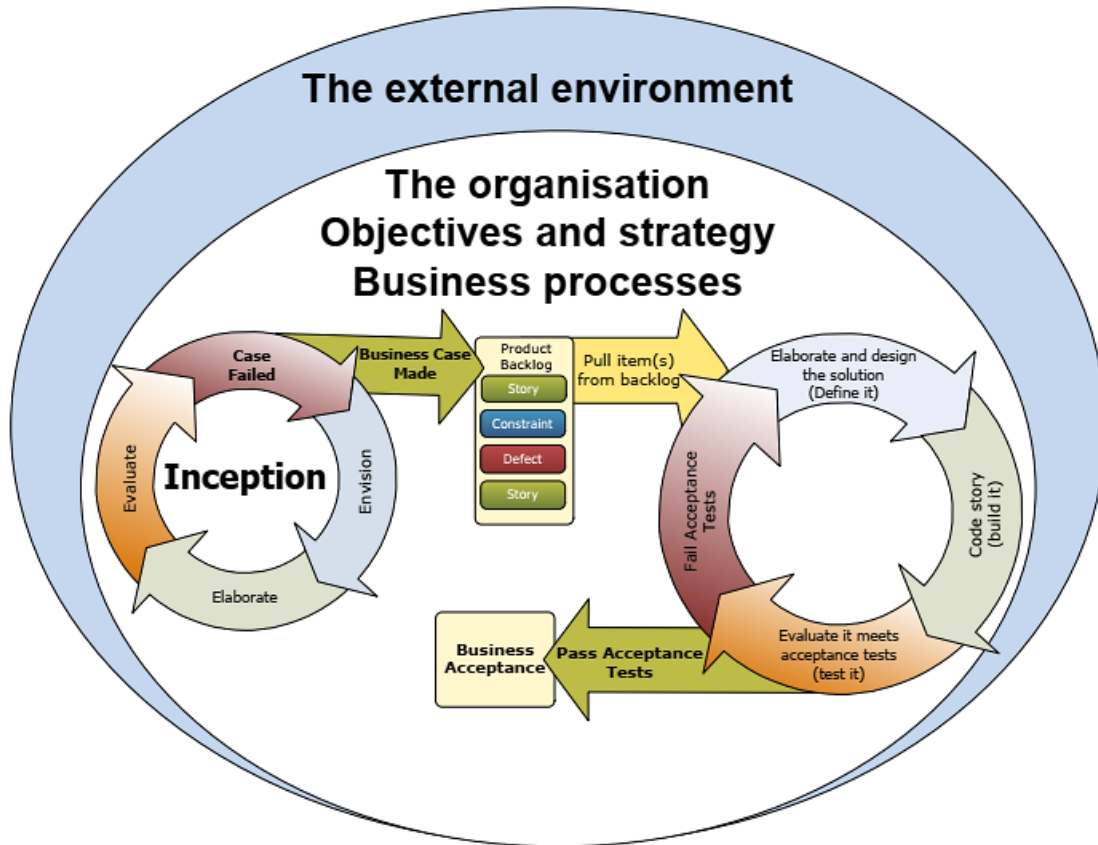 The external environment
The organisation
Objectives and strategy
Business processes
Case
Failed
Business Case
Made
Envision
Elaborate
Evaluate
Inception
Product
Backlog
Story
Constraint
Defect
Story
Pull item(s)
from backlog
Elaborate and design
the solution
(Define it)
Code story
(build it)
Evaluate it meets
acceptance tests
(test it)
Fail Acceptance
Tests
Pass Acceptance
Tests
Business
Acceptance